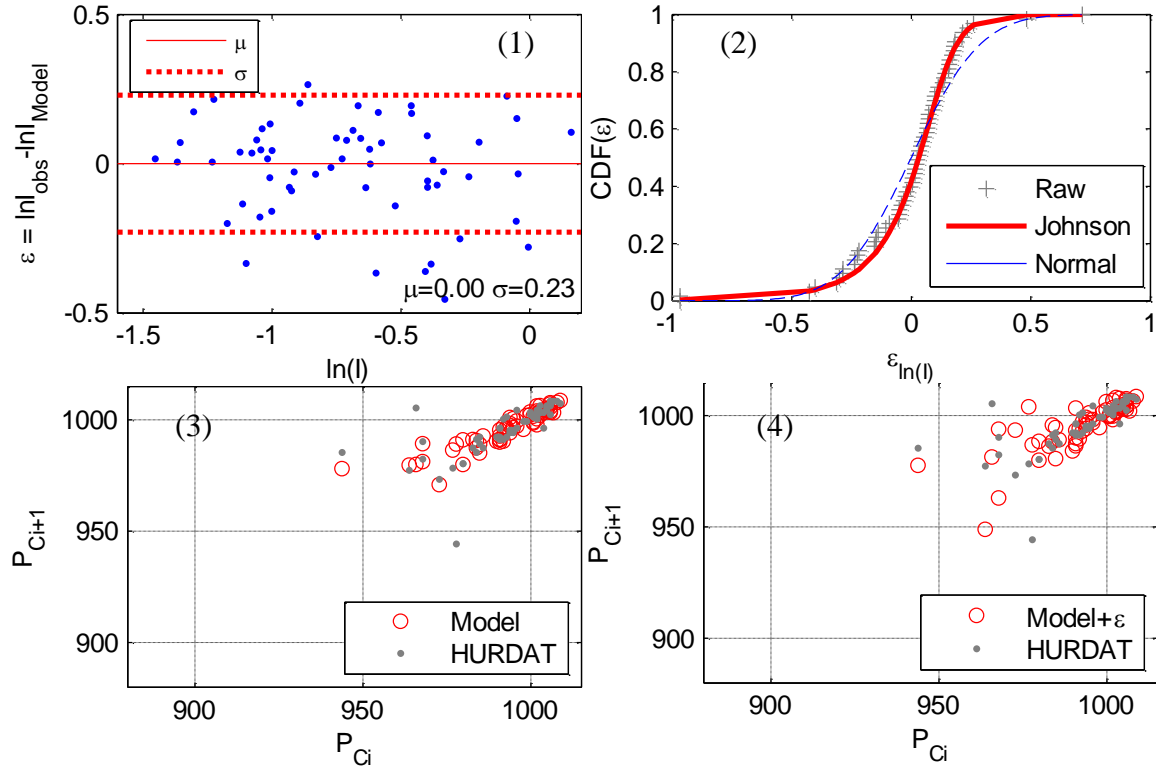 0.5
μ
σ
(1)
ε = lnI_obs -lnI_Model
0
-0.5
μ=0.00 σ=0.23
-1.5 -1 -0.5 0
ln(I)
1
0.8
0.6
0.4
0.2
0
(2)
CDF(ε)
Raw
Johnson
Normal
-1 -0.5 0 0.5 1
ε_ln(I)
1000
950
900
(3)
P_Ci+1
Model
HURDAT
900 950 1000
P_Ci
1000
950
900
(4)
P_Ci+1
Model+ε
HURDAT
900 950 1000
P_Ci